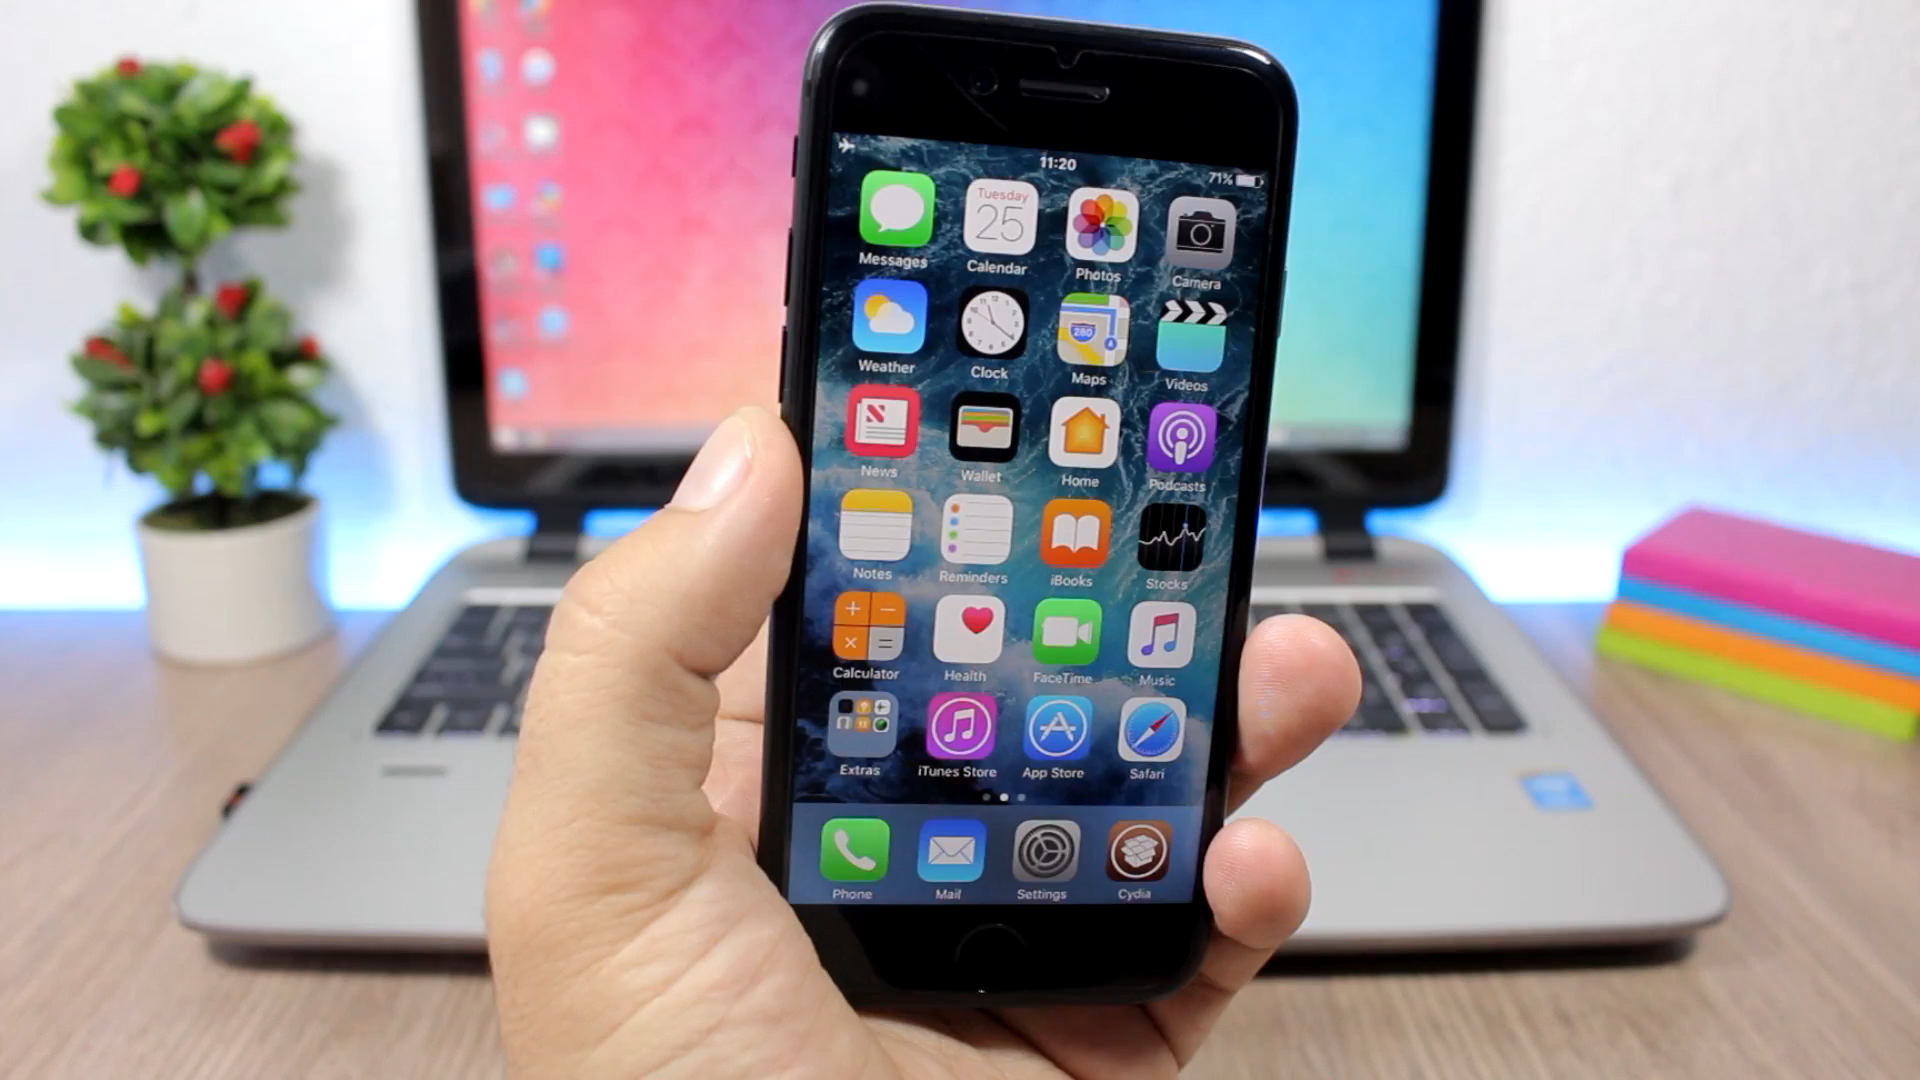 11:20
71%
Tuesday
25
Messages
Calendar
Photos
Camera
280
Weather
Clock
Maps
Videos
News
Wallet
Home
Podcasts
Notes
Reminders
iBooks
Stocks
Calculator
Health
FaceTime
Music
Extras
iTunes Store
App Store
Safari
Phone
Mail
Settings
Cydia